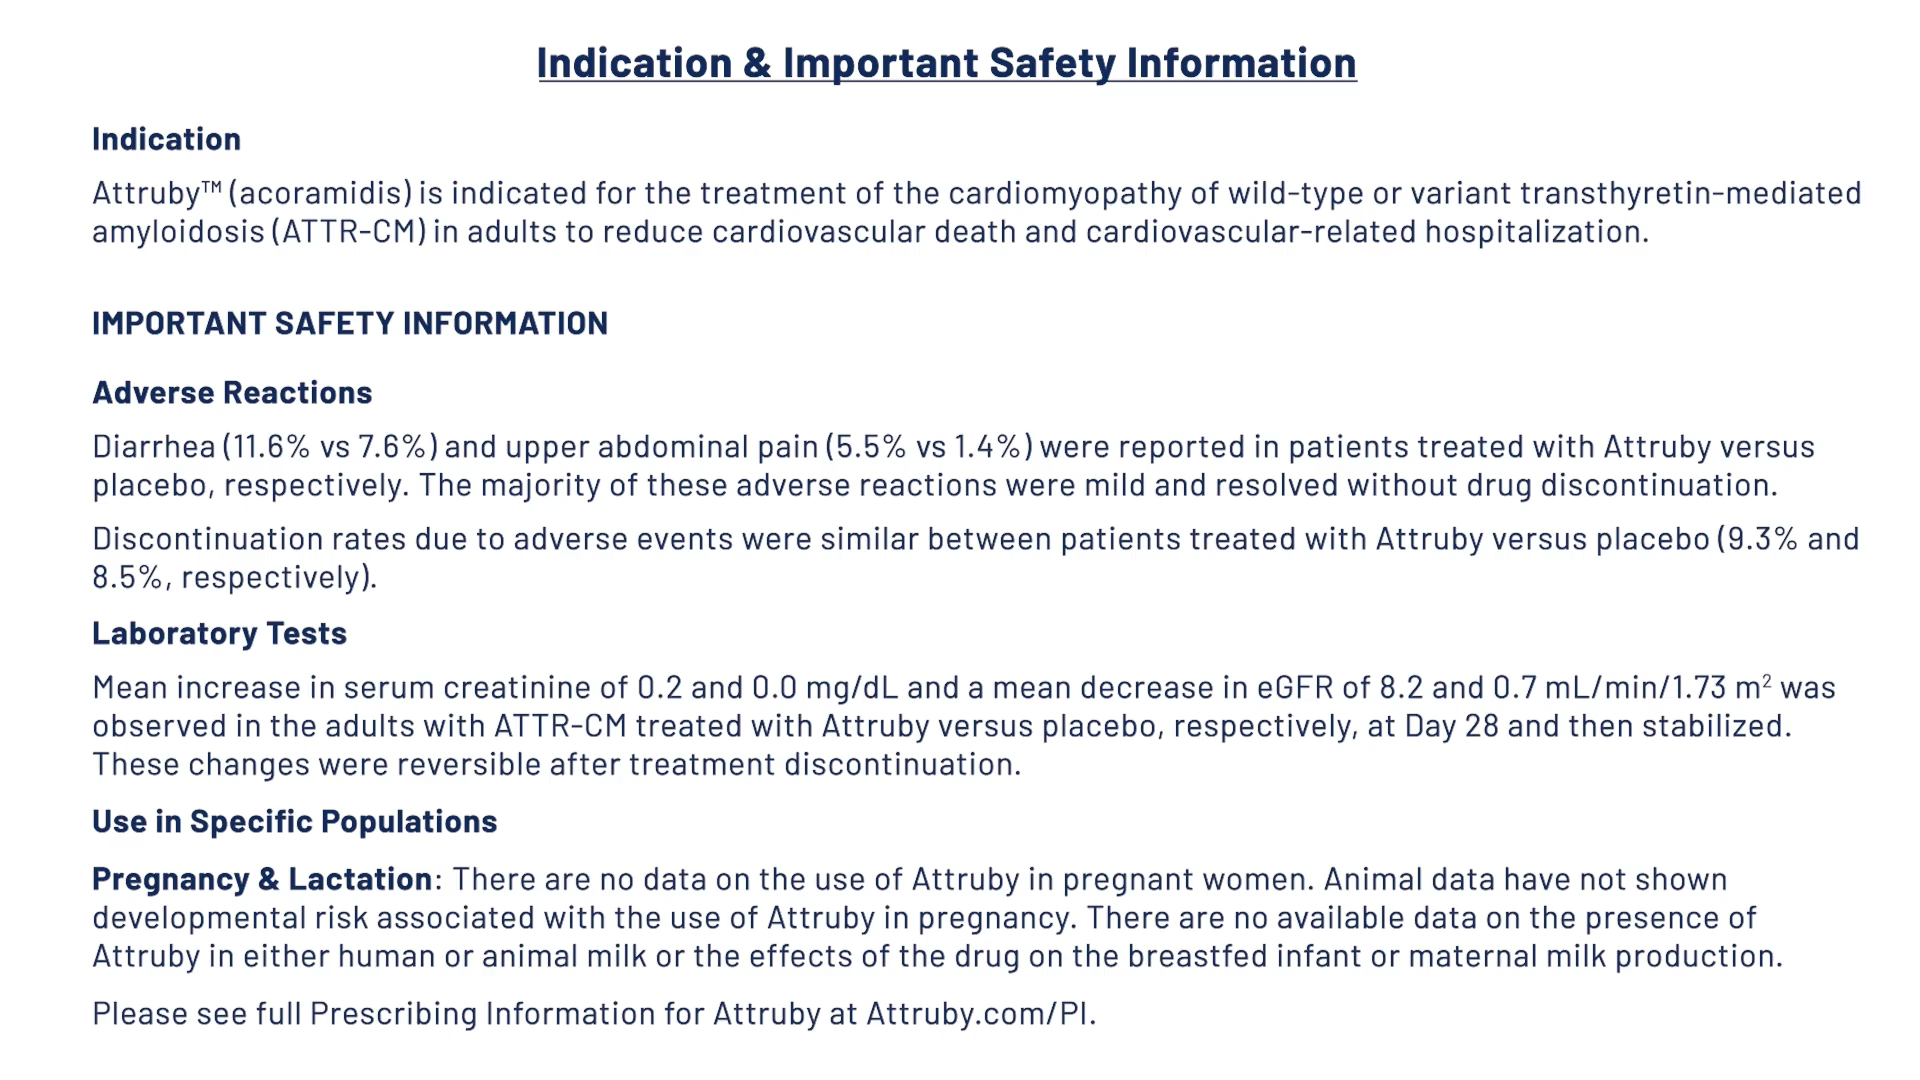 Indication & Important Safety Information
Indication
Attruby™ (acoramidis) is indicated for the treatment of the cardiomyopathy of wild-type or variant transthyretin-mediated
amyloidosis (ATTR-CM) in adults to reduce cardiovascular death and cardiovascular-related hospitalization.
IMPORTANT SAFETY INFORMATION
Adverse Reactions
Diarrhea (11.6% vs 7.6%) and upper abdominal pain (5.5% vs 1.4%) were reported in patients treated with Attruby versus
placebo, respectively. The majority of these adverse reactions were mild and resolved without drug discontinuation.
Discontinuation rates due to adverse events were similar between patients treated with Attruby versus placebo (9.3% and
8.5%, respectively).
Laboratory Tests
Mean increase in serum creatinine of 0.2 and 0.0 mg/dL and a mean decrease in eGFR of 8.2 and 0.7 mL/min/1.73 m² was
observed in the adults with ATTR-CM treated with Attruby versus placebo, respectively, at Day 28 and then stabilized.
These changes were reversible after treatment discontinuation.
Use in Specific Populations
Pregnancy & Lactation: There are no data on the use of Attruby in pregnant women. Animal data have not shown
developmental risk associated with the use of Attruby in pregnancy. There are no available data on the presence of
Attruby in either human or animal milk or the effects of the drug on the breastfed infant or maternal milk production.
Please see full Prescribing Information for Attruby at Attruby.com/PI.